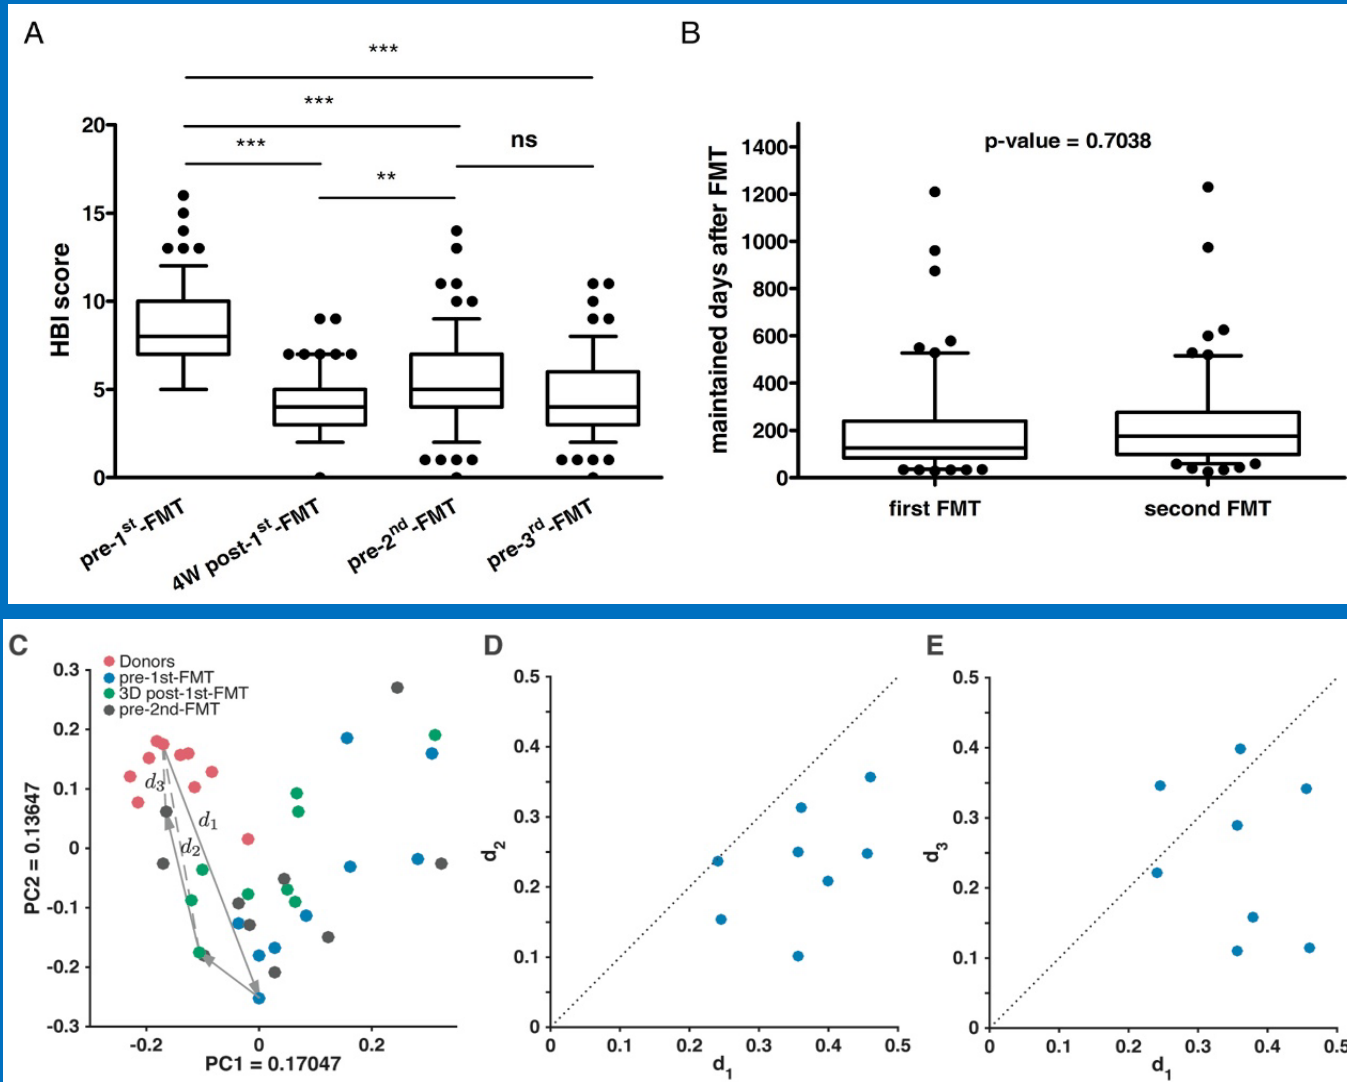 A
B
***
***
***
ns
**
p-value = 0.7038
HBI score
20
15
10
5
0
pre-1st-FMT
4W post-1st-FMT
pre-2nd-FMT
pre-3rd-FMT
maintained days after FMT
1400
1200
1000
800
600
400
200
0
first FMT
second FMT
C
Donors
pre-1st-FMT
3D post-1st-FMT
pre-2nd-FMT
d3
d1
d2
PC2 = 0.13647
0.3
0.2
0.1
0
-0.1
-0.2
-0.3
-0.2
0
0.2
PC1 = 0.17047
D
d2
0.5
0.4
0.3
0.2
0.1
0
0
0.1
0.2
0.3
0.4
0.5
d1
E
d3
0.5
0.4
0.3
0.2
0.1
0
0
0.1
0.2
0.3
0.4
0.5
d1